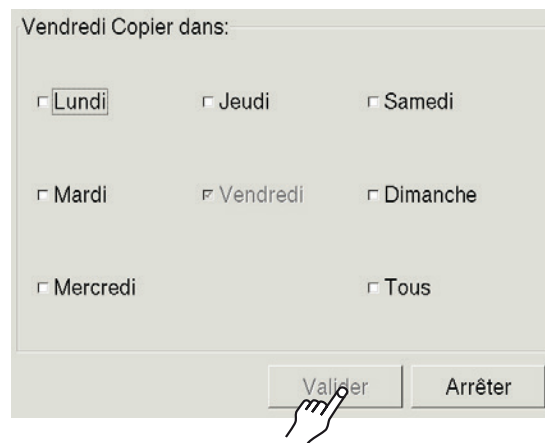 Vendredi Copier dans:
Lundi Jeudi Samedi
Mardi Vendredi Dimanche
Mercredi Tous
Valider Arrêter